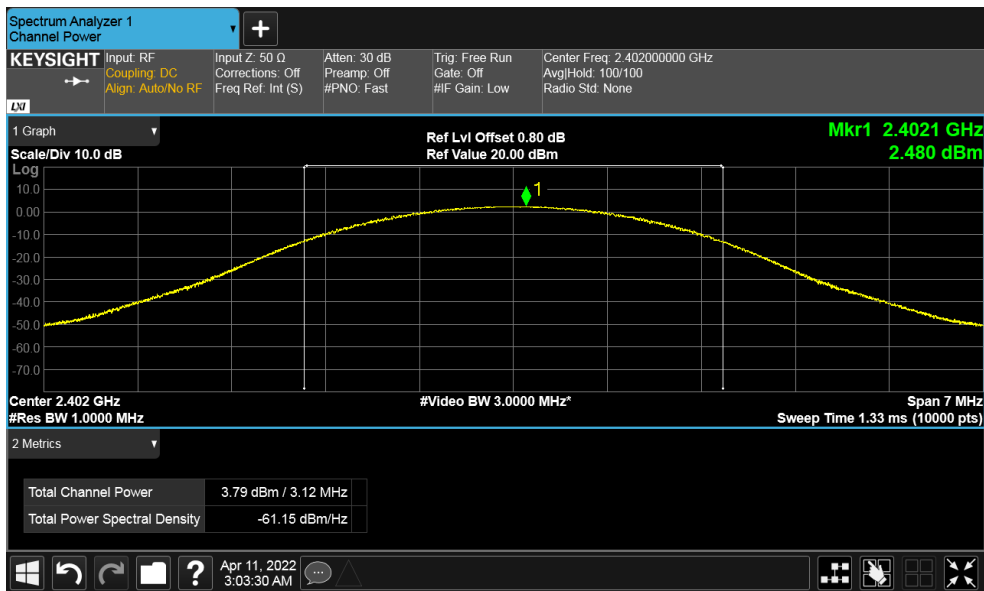 Spectrum Analyzer 1
Channel Power
+
KEYSIGHT
LXI
Input: RF
Coupling: DC
Align: Auto/No RF
Input Z: 50 Ω
Corrections: Off
Freq Ref: Int (S)
Atten: 30 dB
Preamp: Off
#PNO: Fast
Trig: Free Run
Gate: Off
#IF Gain: Low
Center Freq: 2.402000000 GHz
Avg|Hold: 100/100
Radio Std: None
1 Graph
Scale/Div 10.0 dB
Log
Ref Lvl Offset 0.80 dB
Ref Value 20.00 dBm
Mkr1 2.4021 GHz
2.480 dBm
1
10.0
0.00
-10.0
-20.0
-30.0
-40.0
-50.0
-60.0
-70.0
Center 2.402 GHz
#Res BW 1.0000 MHz
#Video BW 3.0000 MHz*
Span 7 MHz
Sweep Time 1.33 ms (10000 pts)
2 Metrics
Total Channel Power 3.79 dBm / 3.12 MHz
Total Power Spectral Density -61.15 dBm/Hz
?
Apr 11, 2022
3:03:30 AM